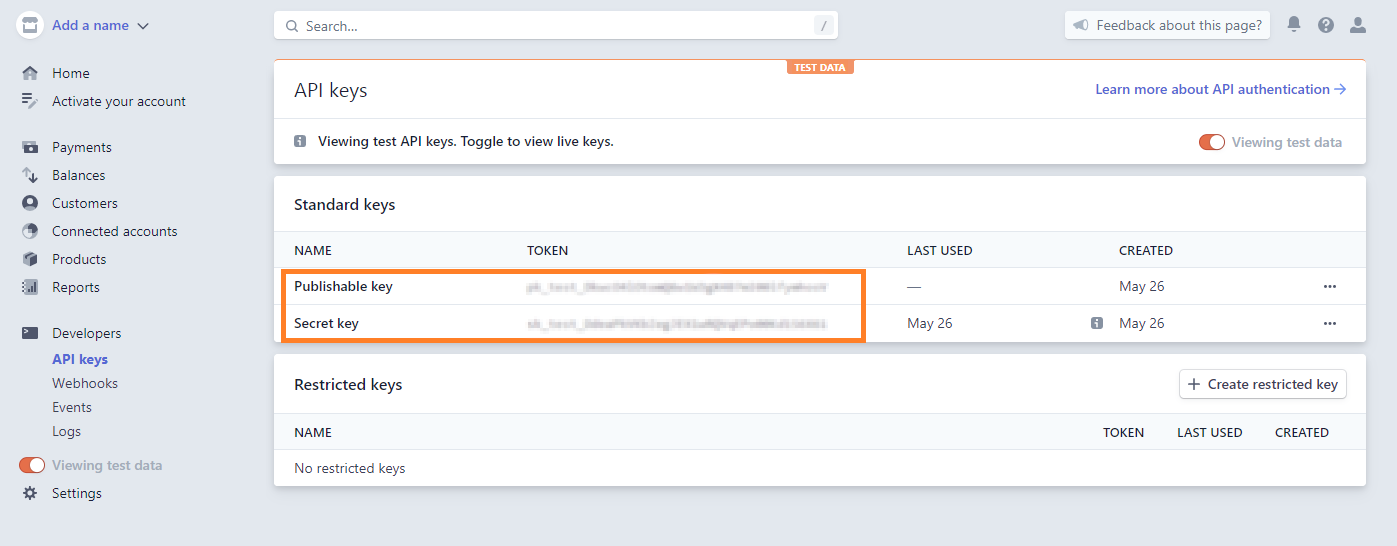 Add a name
Search... /
Feedback about this page?
Home
Activate your account
Payments
Balances
Customers
Connected accounts
Products
Reports
Developers
API keys
Webhooks
Events
Logs
Viewing test data
Settings
TEST DATA
API keys
Learn more about API authentication →
Viewing test API keys. Toggle to view live keys.
Viewing test data
Standard keys
NAME TOKEN LAST USED CREATED
Publishable key — May 26
Secret key May 26 May 26
Restricted keys
+ Create restricted key
NAME TOKEN LAST USED CREATED
No restricted keys